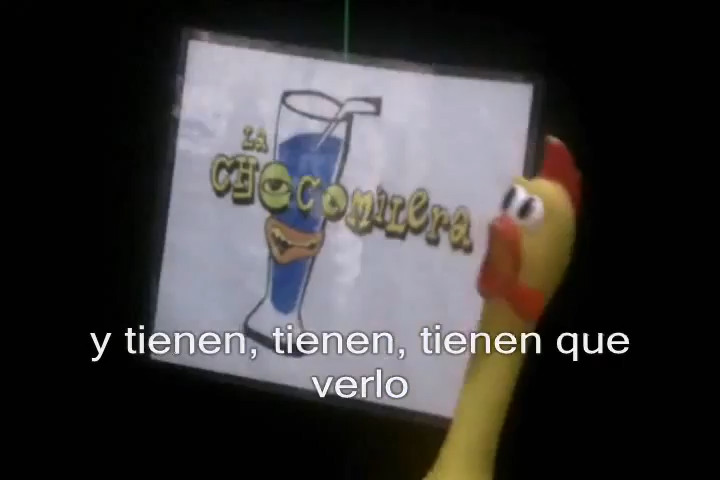 LA
CHOCOMILERA
y tienen, tienen, tienen que
verlo